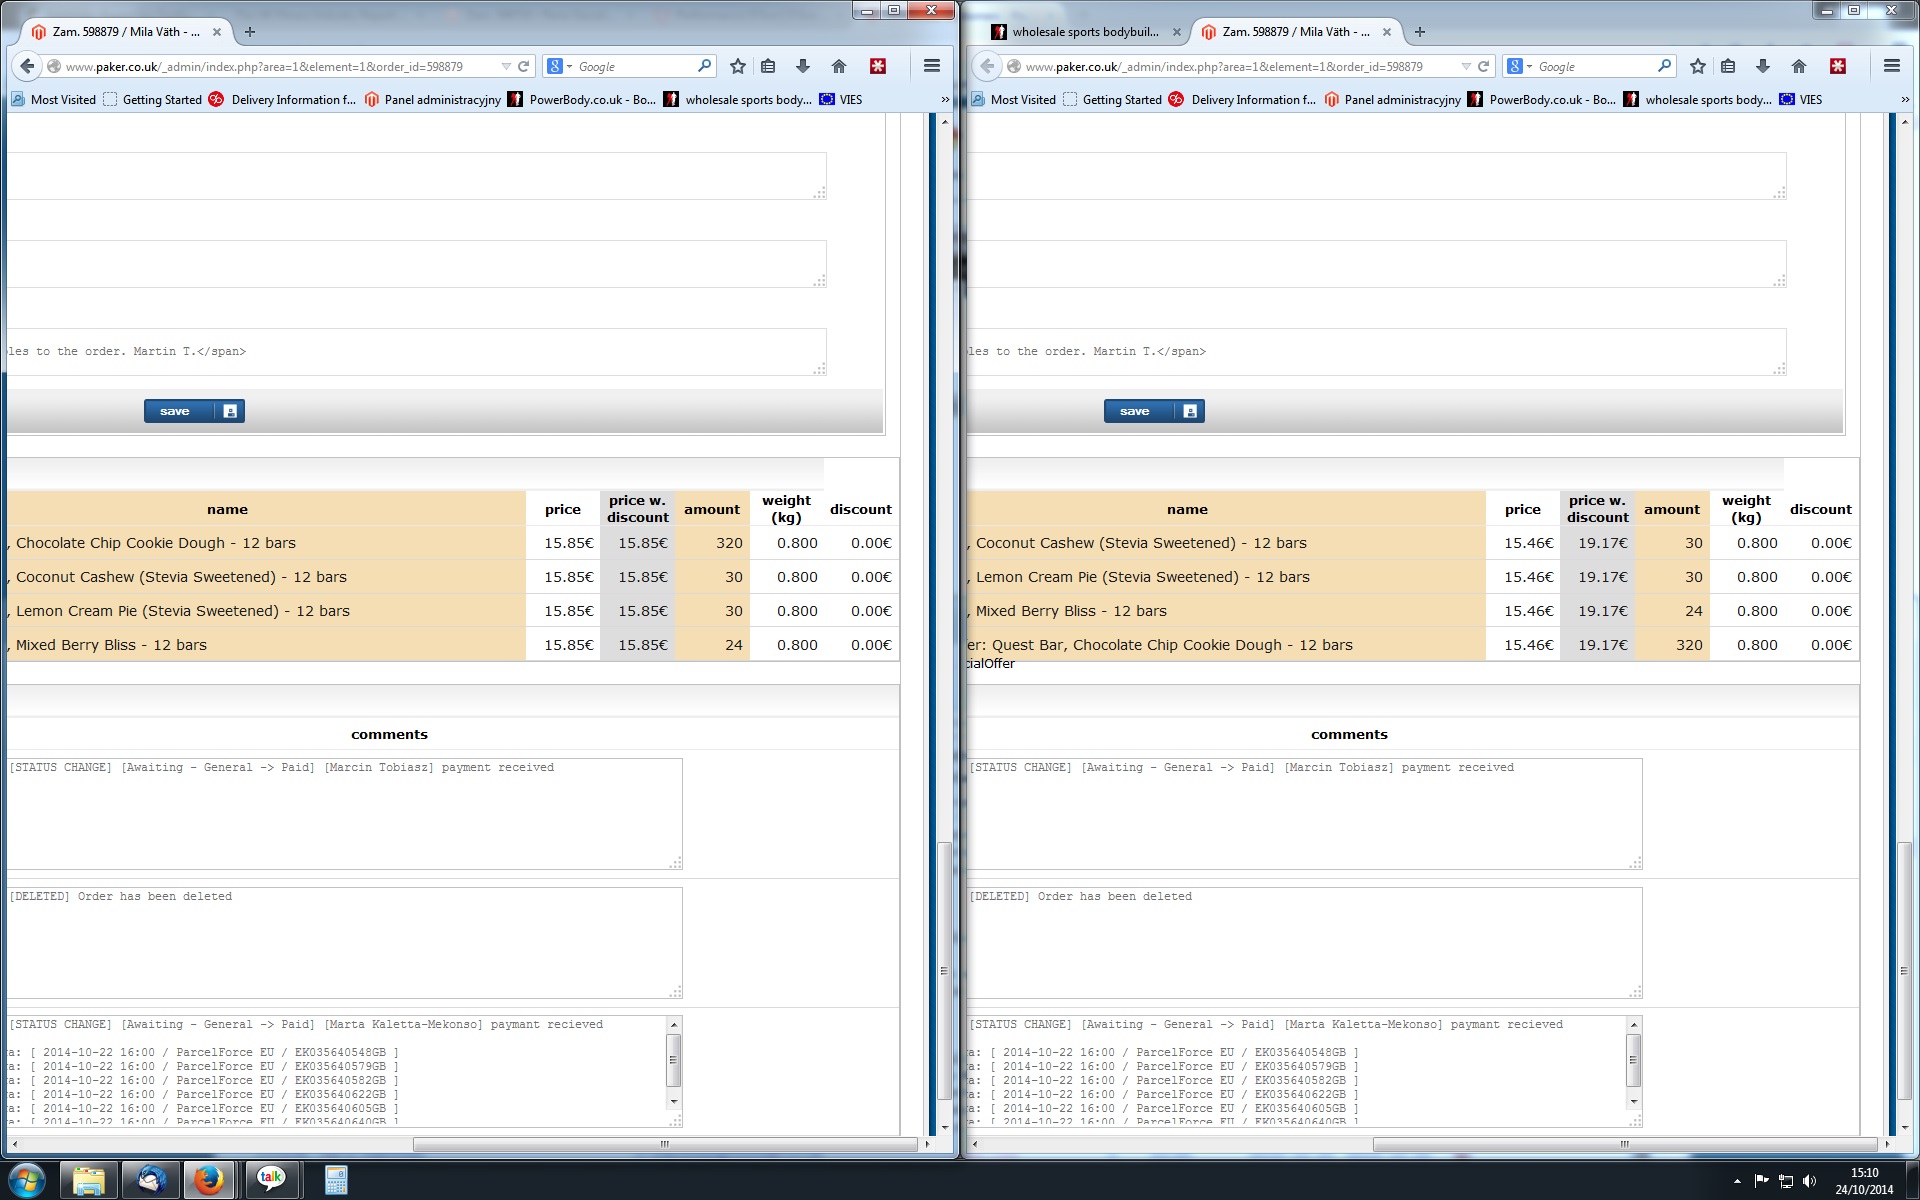 Zam. 598879 / Mila Väth - ...
www.paker.co.uk/_admin/index.php?area=1&element=1&order_id=598879
Google
Most Visited Getting Started Delivery Information f... Panel administracyjny PowerBody.co.uk - Bo... wholesale sports body... VIES »
les to the order. Martin T.</span>
save
name price price w. discount amount weight (kg) discount
, Chocolate Chip Cookie Dough - 12 bars 15.85€ 15.85€ 320 0.800 0.00€
, Coconut Cashew (Stevia Sweetened) - 12 bars 15.85€ 15.85€ 30 0.800 0.00€
, Lemon Cream Pie (Stevia Sweetened) - 12 bars 15.85€ 15.85€ 30 0.800 0.00€
, Mixed Berry Bliss - 12 bars 15.85€ 15.85€ 24 0.800 0.00€
comments
[STATUS CHANGE] [Awaiting - General -> Paid] [Marcin Tobiasz] payment received
[DELETED] Order has been deleted
[STATUS CHANGE] [Awaiting - General -> Paid] [Marta Kaletta-Mekonso] paymant recieved
ra: [ 2014-10-22 16:00 / ParcelForce EU / EK035640548GB ]
ra: [ 2014-10-22 16:00 / ParcelForce EU / EK035640579GB ]
ra: [ 2014-10-22 16:00 / ParcelForce EU / EK035640582GB ]
ra: [ 2014-10-22 16:00 / ParcelForce EU / EK035640622GB ]
ra: [ 2014-10-22 16:00 / ParcelForce EU / EK035640605GB ]
ra: [ 2014-10-22 16:00 / ParcelForce EU / EK035640640GB ]
wholesale sports bodybuil...
Zam. 598879 / Mila Väth - ...
www.paker.co.uk/_admin/index.php?area=1&element=1&order_id=598879
Google
Most Visited Getting Started Delivery Information f... Panel administracyjny PowerBody.co.uk - Bo... wholesale sports body... VIES »
les to the order. Martin T.</span>
save
name price price w. discount amount weight (kg) discount
, Coconut Cashew (Stevia Sweetened) - 12 bars 15.46€ 19.17€ 30 0.800 0.00€
, Lemon Cream Pie (Stevia Sweetened) - 12 bars 15.46€ 19.17€ 30 0.800 0.00€
, Mixed Berry Bliss - 12 bars 15.46€ 19.17€ 24 0.800 0.00€
er: Quest Bar, Chocolate Chip Cookie Dough - 12 bars 15.46€ 19.17€ 320 0.800 0.00€
cialOffer
comments
[STATUS CHANGE] [Awaiting - General -> Paid] [Marcin Tobiasz] payment received
[DELETED] Order has been deleted
[STATUS CHANGE] [Awaiting - General -> Paid] [Marta Kaletta-Mekonso] paymant recieved
ra: [ 2014-10-22 16:00 / ParcelForce EU / EK035640548GB ]
ra: [ 2014-10-22 16:00 / ParcelForce EU / EK035640579GB ]
ra: [ 2014-10-22 16:00 / ParcelForce EU / EK035640582GB ]
ra: [ 2014-10-22 16:00 / ParcelForce EU / EK035640622GB ]
ra: [ 2014-10-22 16:00 / ParcelForce EU / EK035640605GB ]
ra: [ 2014-10-22 16:00 / ParcelForce EU / EK035640640GB ]
talk
15:10
24/10/2014